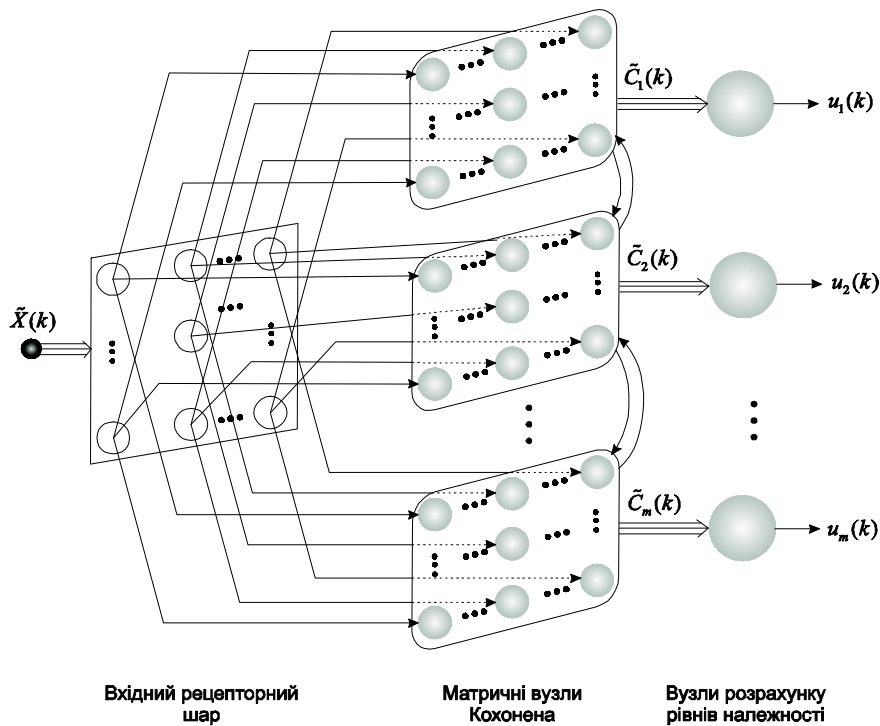 C̃₁(k)
u₁(k)
C̃₂(k)
u₂(k)
X̃(k)
C̃ₘ(k)
uₘ(k)
Вхідний рецепторний
шар
Матричні вузли
Кохонена
Вузли розрахунку
рівнів належності